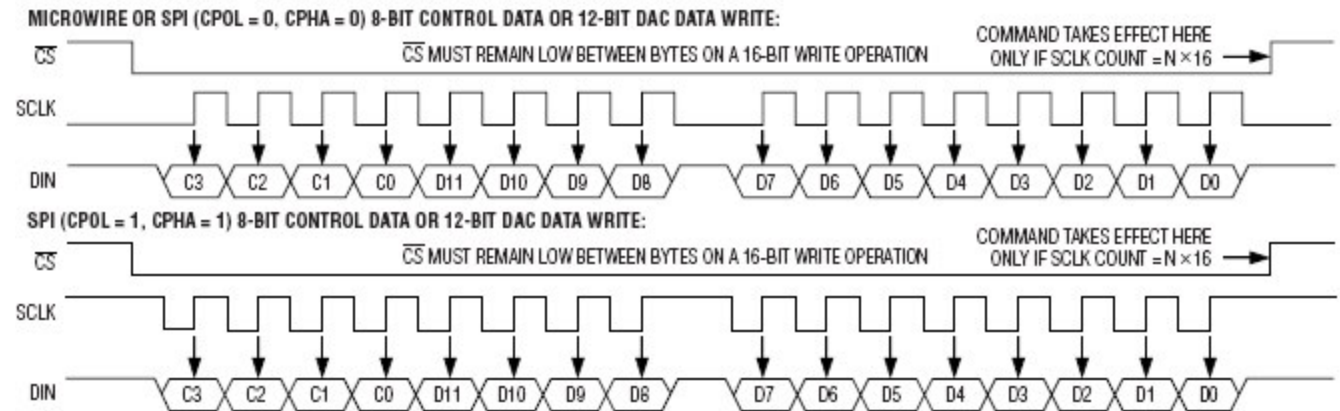 MICROWIRE OR SPI (CPOL = 0, CPHA = 0) 8-BIT CONTROL DATA OR 12-BIT DAC DATA WRITE:
COMMAND TAKES EFFECT HERE
CS CS MUST REMAIN LOW BETWEEN BYTES ON A 16-BIT WRITE OPERATION ONLY IF SCLK COUNT = N × 16
SCLK
DIN C3 C2 C1 C0 D11 D10 D9 D8 D7 D6 D5 D4 D3 D2 D1 D0
SPI (CPOL = 1, CPHA = 1) 8-BIT CONTROL DATA OR 12-BIT DAC DATA WRITE:
COMMAND TAKES EFFECT HERE
CS CS MUST REMAIN LOW BETWEEN BYTES ON A 16-BIT WRITE OPERATION ONLY IF SCLK COUNT = N × 16
SCLK
DIN C3 C2 C1 C0 D11 D10 D9 D8 D7 D6 D5 D4 D3 D2 D1 D0